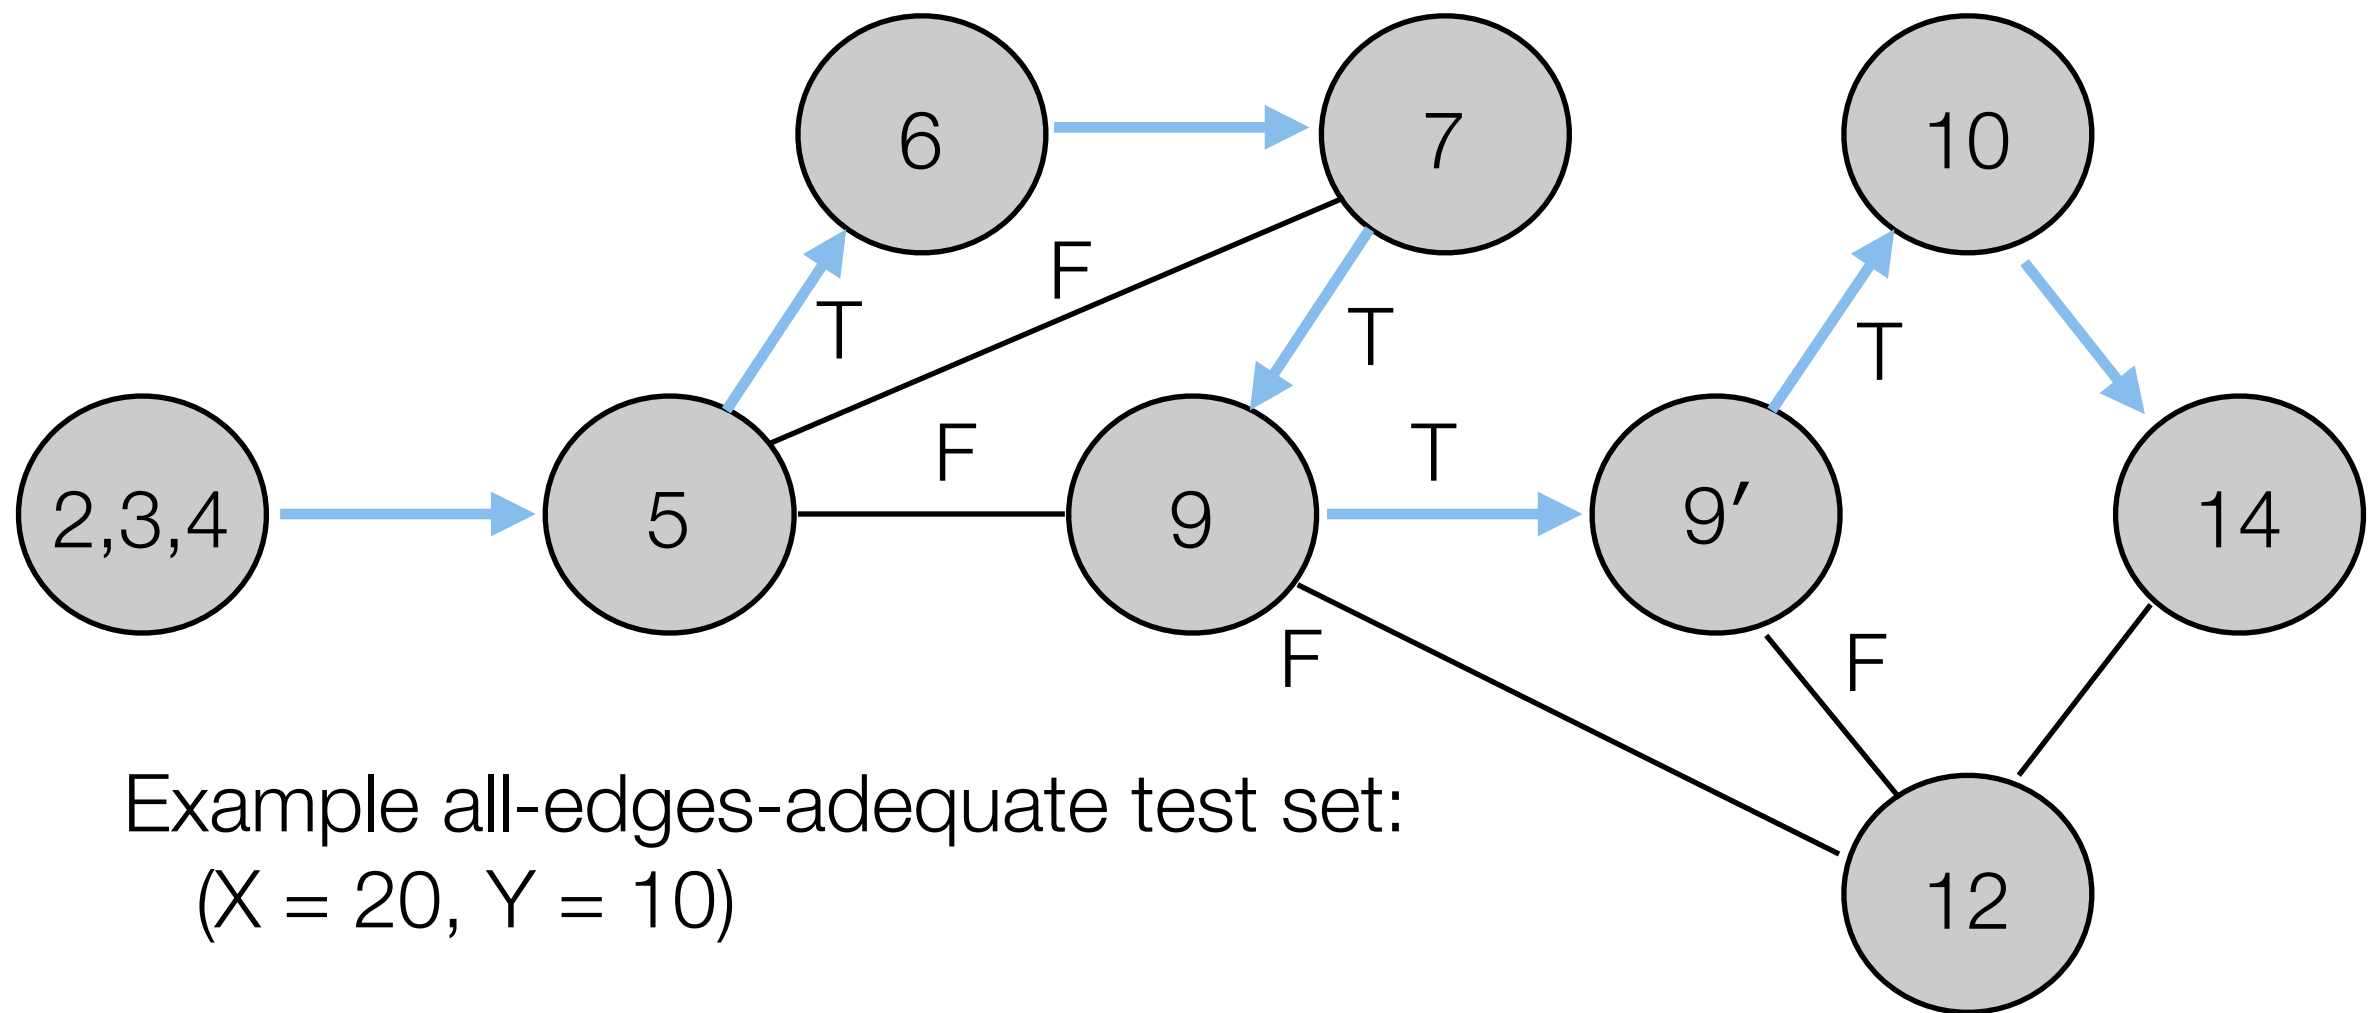 6
7
10
F
T
T
T
F
T
2,3,4
5
9
9′
14
F
F
Example all-edges-adequate test set:
(X = 20, Y = 10)
12